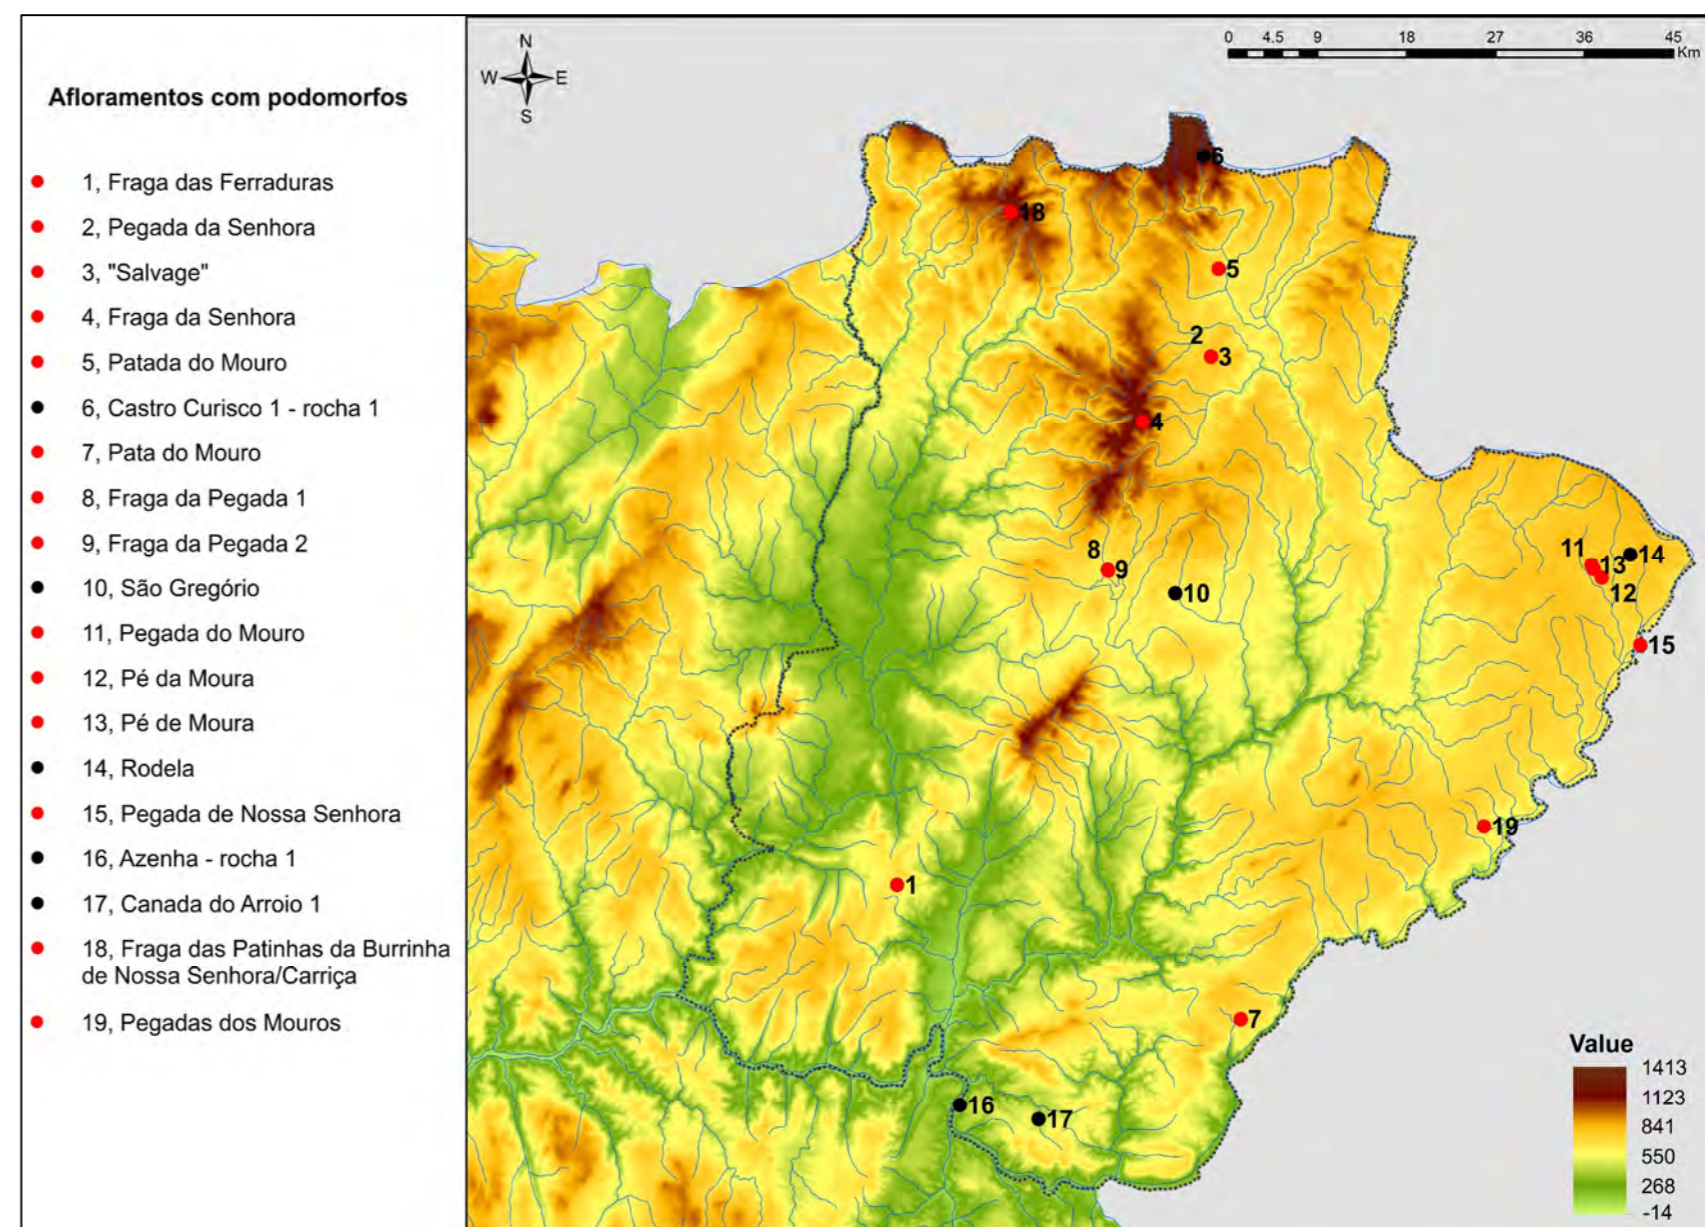 Afloramentos com podomorfos
1, Fraga das Ferraduras
2, Pegada da Senhora
3, "Salvage"
4, Fraga da Senhora
5, Patada do Mouro
6, Castro Curisco 1 - rocha 1
7, Pata do Mouro
8, Fraga da Pegada 1
9, Fraga da Pegada 2
10, São Gregório
11, Pegada do Mouro
12, Pé da Moura
13, Pé de Moura
14, Rodela
15, Pegada de Nossa Senhora
16, Azenha - rocha 1
17, Canada do Arroio 1
18, Fraga das Patinhas da Burrinha
de Nossa Senhora/Carriça
19, Pegadas dos Mouros
N
W E
S
0 4.5 9 18 27 36 45
Km
6
18
5
2
3
4
8
9
10
11
13
14
12
15
19
1
7
16
17
Value
1413
1123
841
550
268
-14